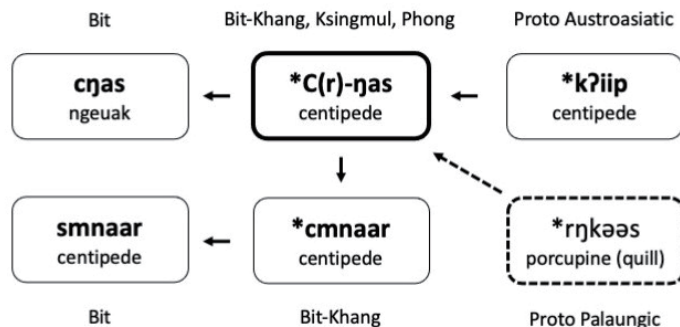 Bit
Bit-Khang, Ksingmul, Phong
Proto Austroasiatic
cŋas
ngeuak
*C(r)-ŋas
centipede
*kʔiip
centipede
smnaar
centipede
*cmnaar
centipede
*rŋkəəs
porcupine (quill)
Bit
Bit-Khang
Proto Palaungic